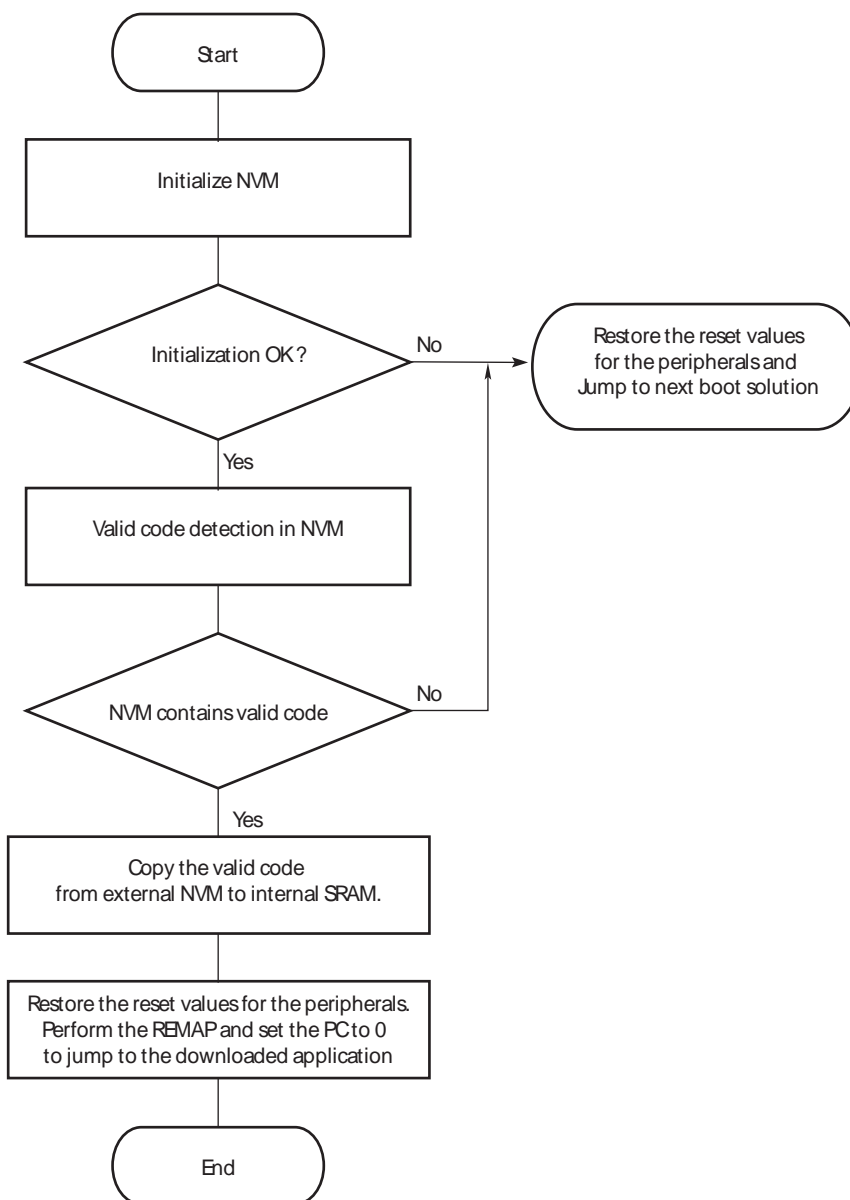 Start
Initialize NVM
Initialization OK ?
No
Restore the reset values
for the peripherals and
Jump to next boot solution
Yes
Valid code detection in NVM
No
NVM contains valid code
Yes
Copy the valid code
from external NVM to internal SRAM.
Restore the reset values for the peripherals.
Perform the REMAP and set the PC to 0
to jump to the downloaded application
End